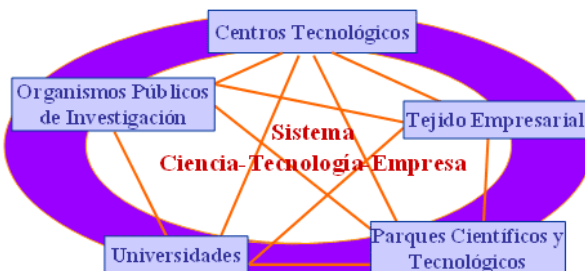 Centros Tecnológicos
Organismos Públicos
de Investigación
Tejido Empresarial
Sistema
Ciencia-Tecnología-Empresa
Universidades
Parques Científicos y
Tecnológicos